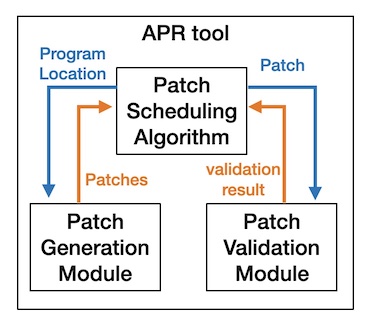 APR tool
Program
Location
Patch
Patch
Scheduling
Algorithm
Patches
validation
result
Patch
Generation
Module
Patch
Validation
Module